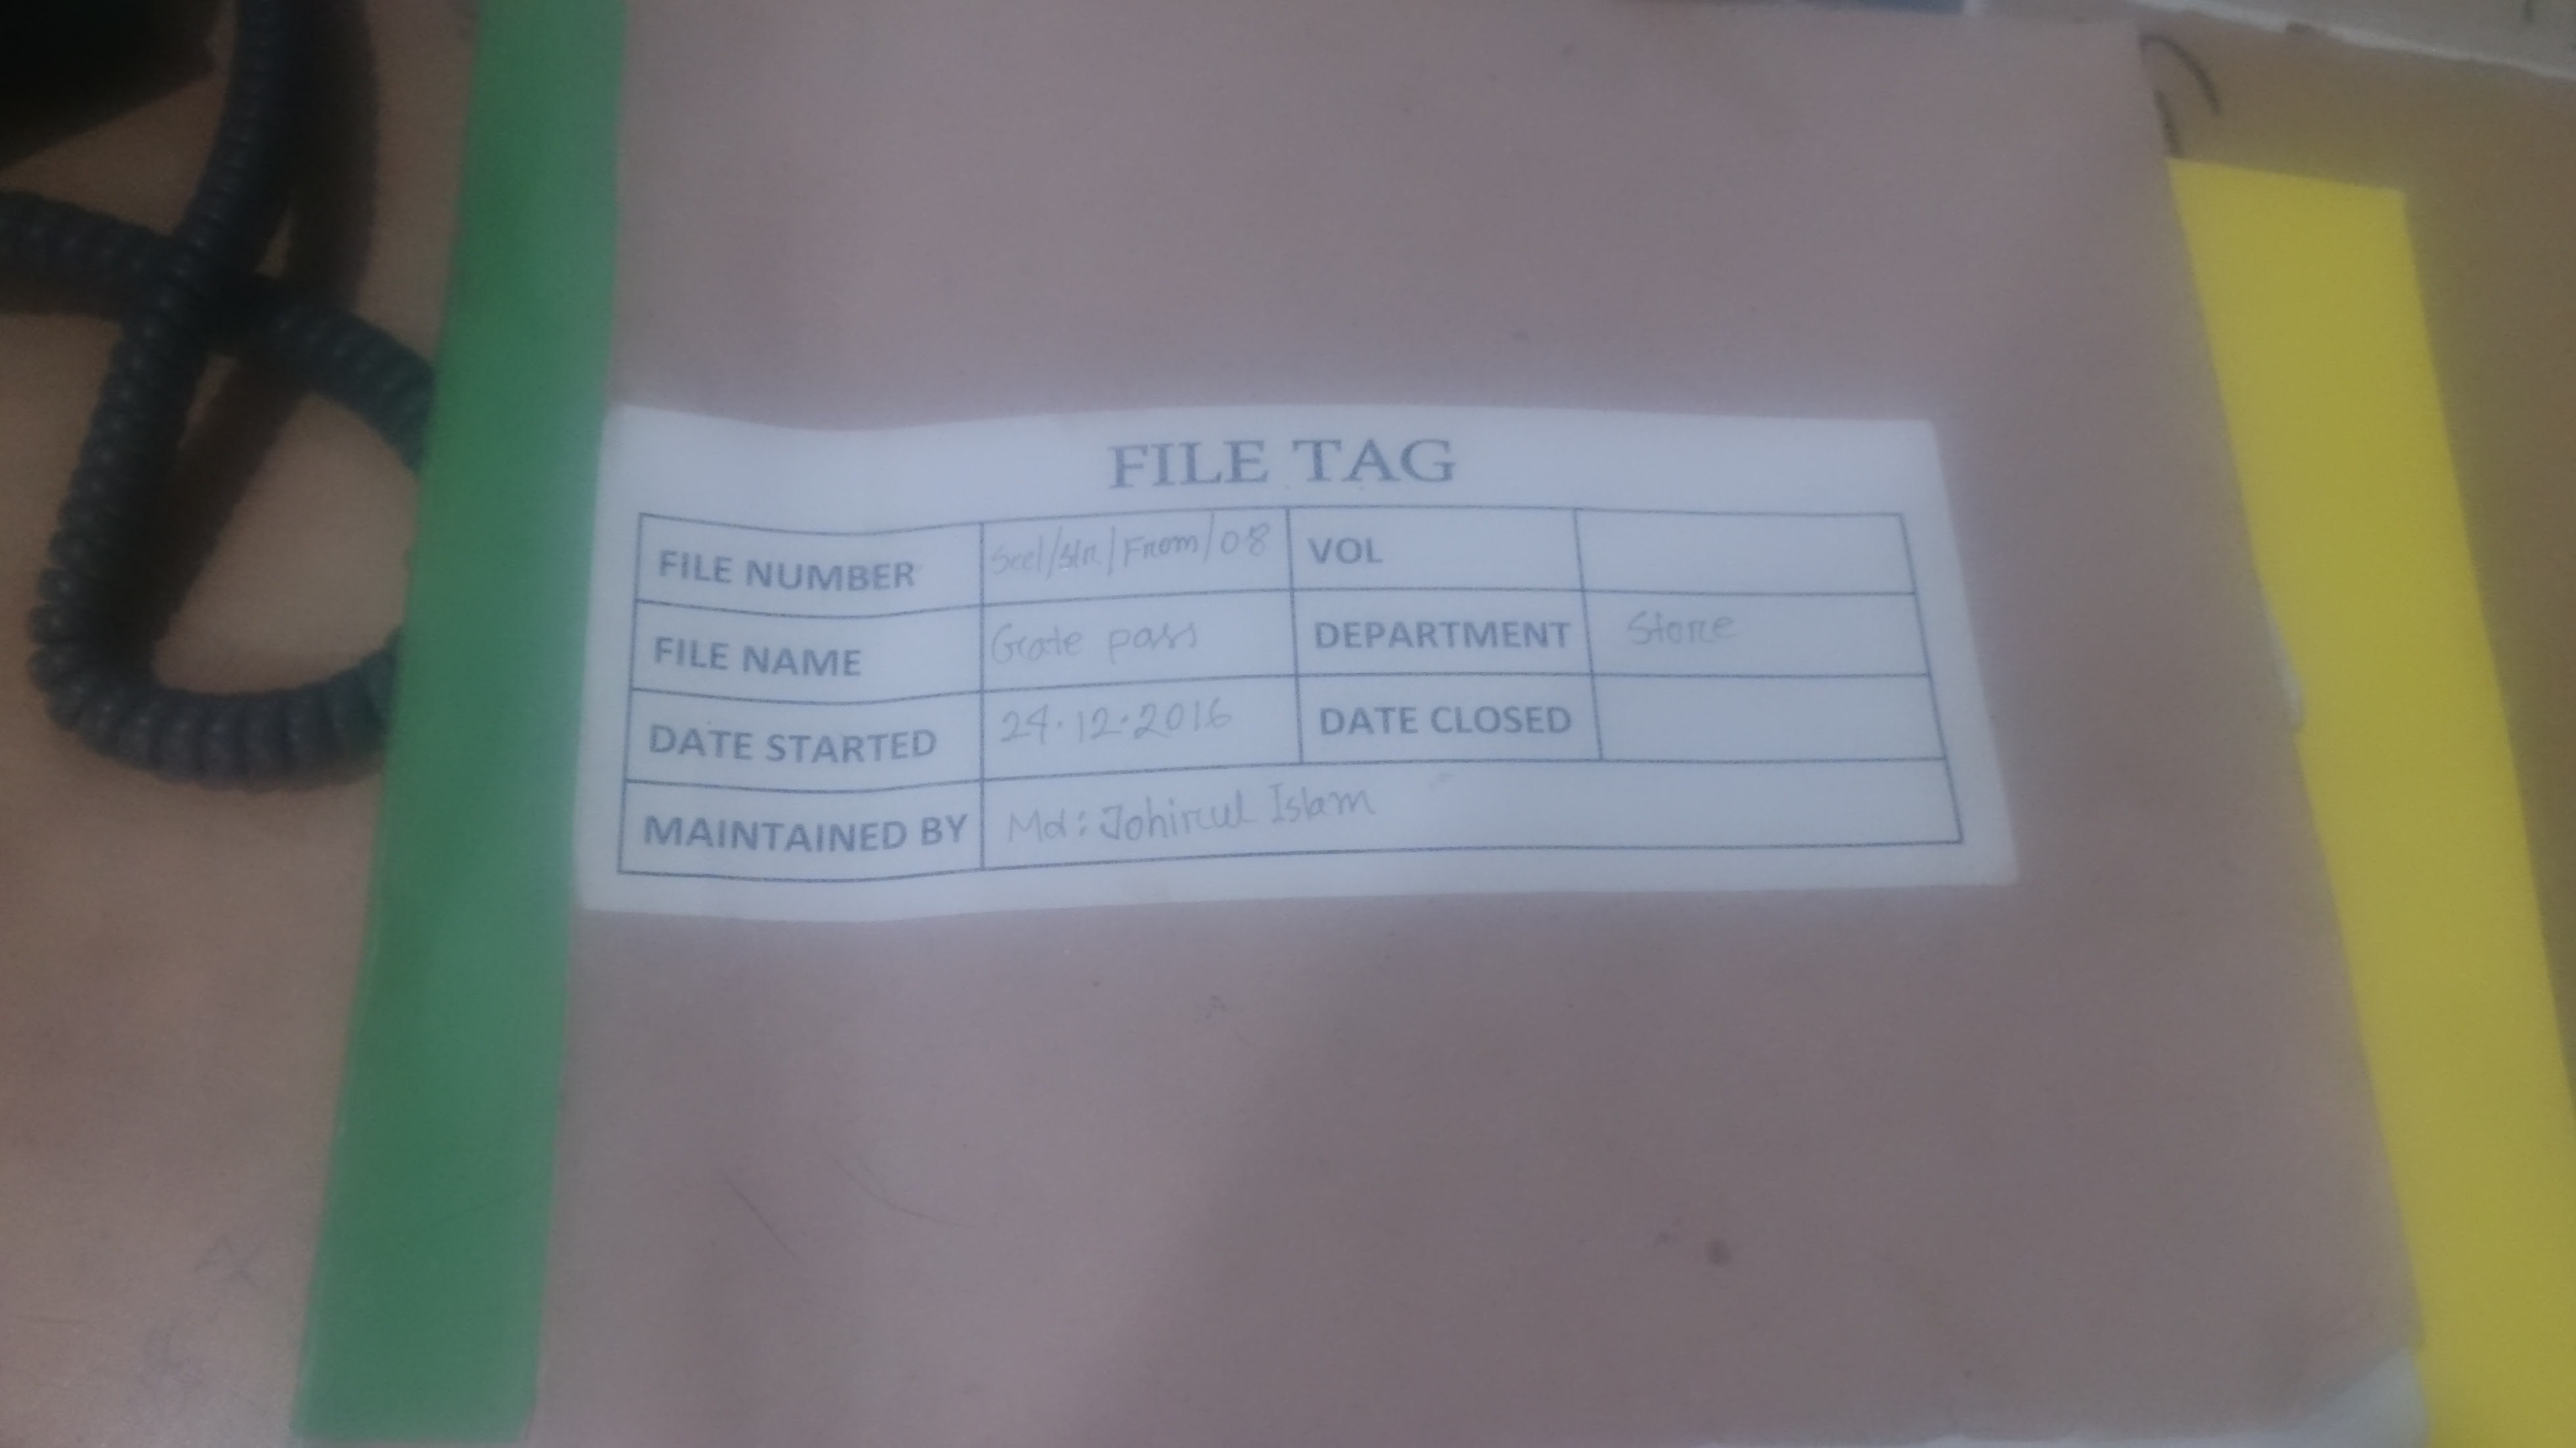 FILE TAG
FILE NUMBER Seel/Str/From/08 VOL
FILE NAME Gate pass DEPARTMENT Store
DATE STARTED 24.12.2016 DATE CLOSED
MAINTAINED BY Md: Johirul Islam